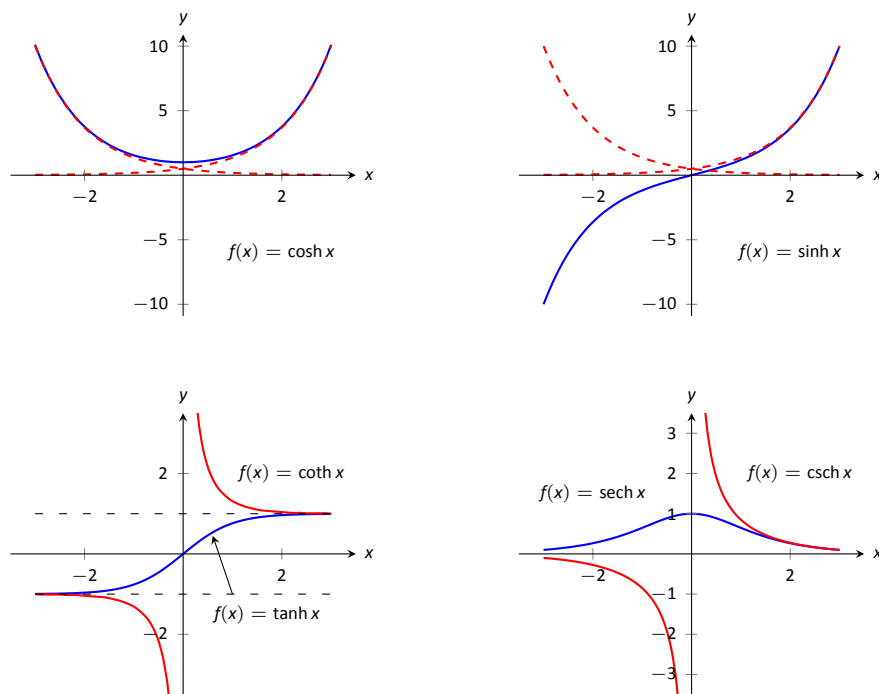 y
10
5
x
−2
2
−5
f(x) = cosh x
−10
y
10
5
x
−2
2
−5
f(x) = sinh x
−10
y
2
f(x) = coth x
x
−2
2
f(x) = tanh x
−2
y
3
2
f(x) = csch x
f(x) = sech x
1
x
−2
2
−1
−2
−3